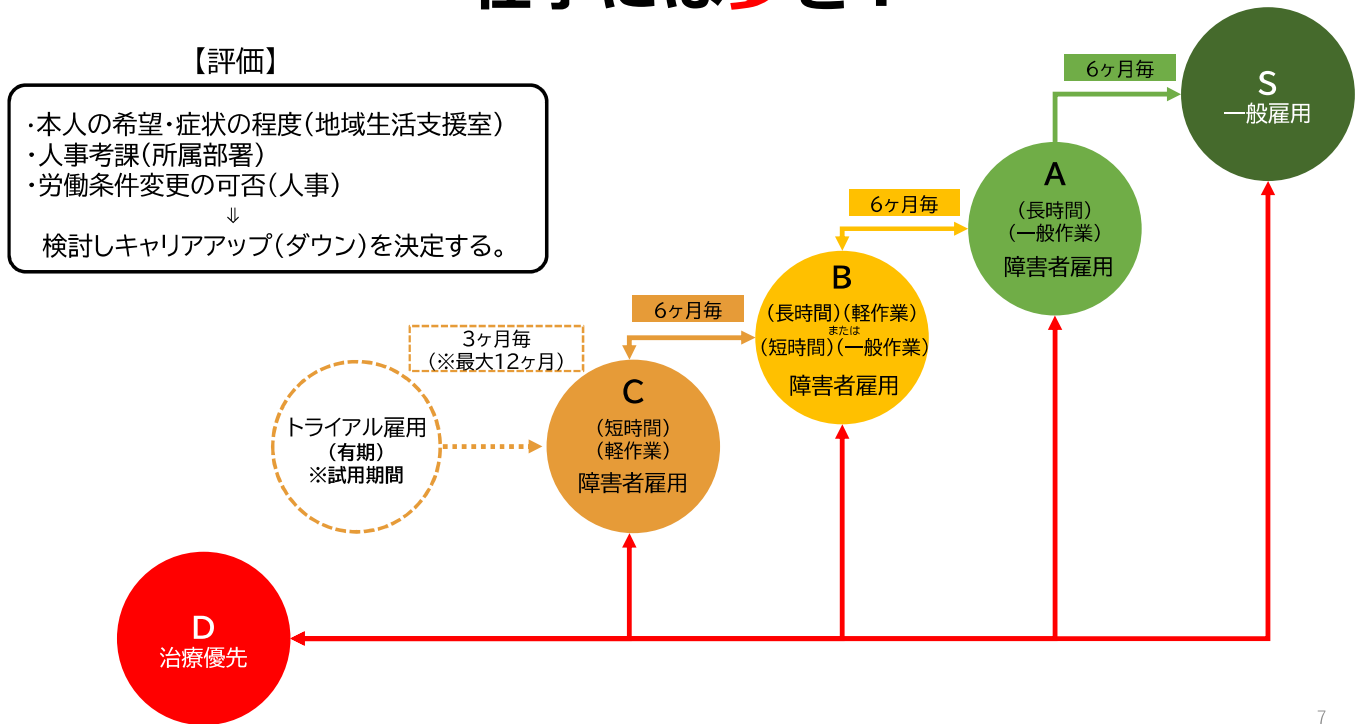 【評価】
・本人の希望・症状の程度（地域生活支援室）
・人事考課（所属部署）
・労働条件変更の可否（人事）
⇓
検討しキャリアアップ（ダウン）を決定する。
6ヶ月毎
S
一般雇用
A
（長時間）
（一般作業）
障害者雇用
6ヶ月毎
B
（長時間）（軽作業）
または
（短時間）（一般作業）
障害者雇用
6ヶ月毎
C
（短時間）
（軽作業）
障害者雇用
3ヶ月毎
（※最大12ヶ月）
トライアル雇用
（有期）
※試用期間
D
治療優先
7